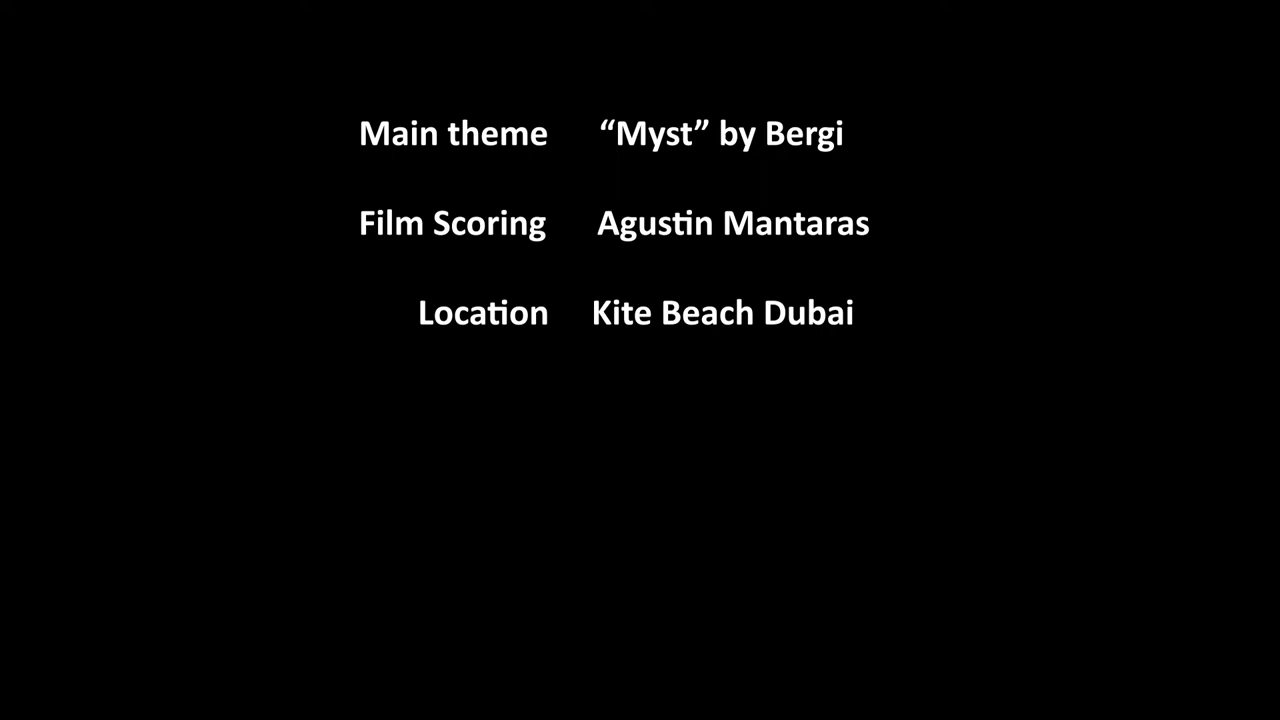 Main theme “Myst” by Bergi
Film Scoring Agustin Mantaras
Location Kite Beach Dubai